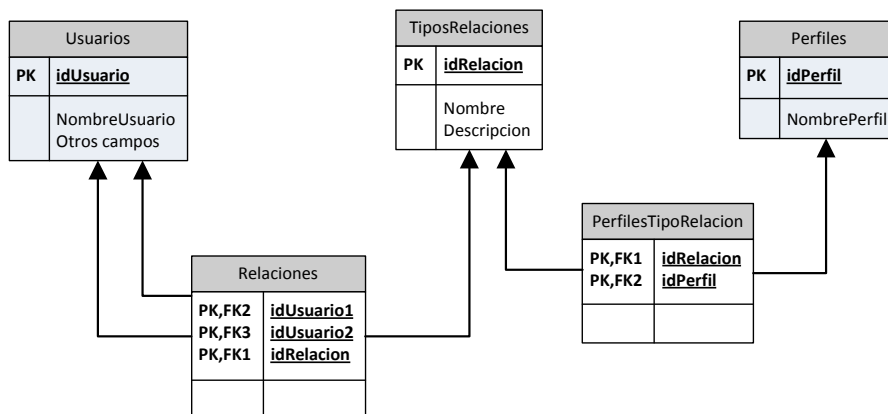 Usuarios
PK idUsuario
NombreUsuario
Otros campos
TiposRelaciones
PK idRelacion
Nombre
Descripcion
Perfiles
PK idPerfil
NombrePerfil
PerfilesTipoRelacion
PK,FK1 idRelacion
PK,FK2 idPerfil
Relaciones
PK,FK2 idUsuario1
PK,FK3 idUsuario2
PK,FK1 idRelacion